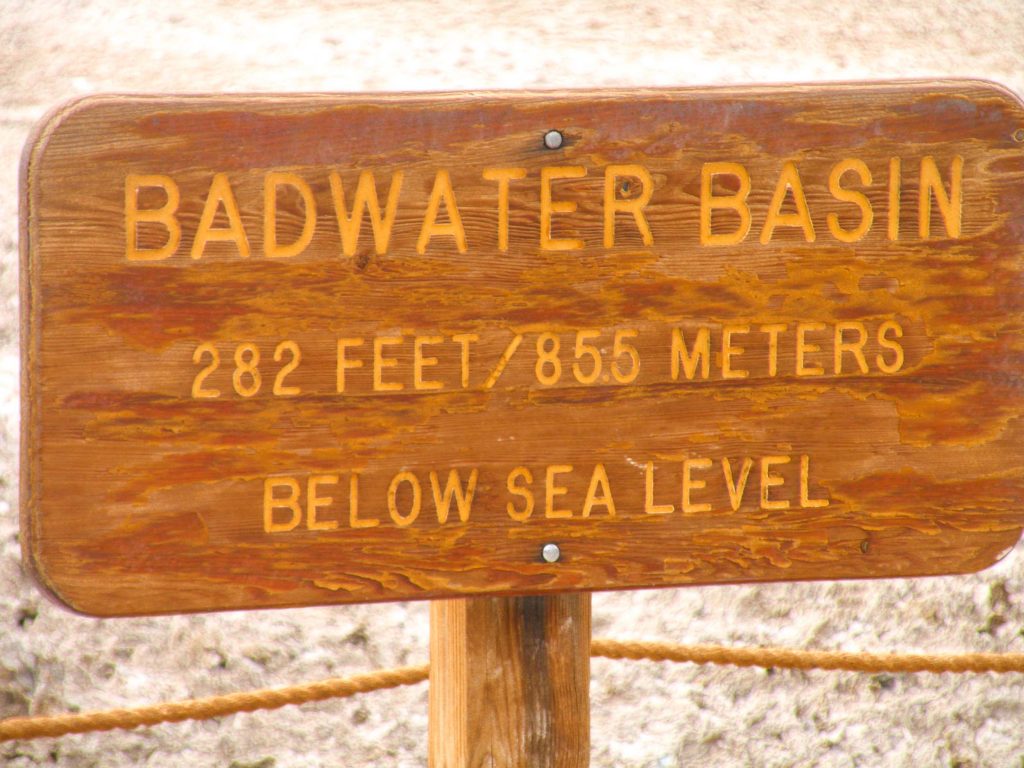 BADWATER BASIN
282 FEET/85.5 METERS
BELOW SEA LEVEL